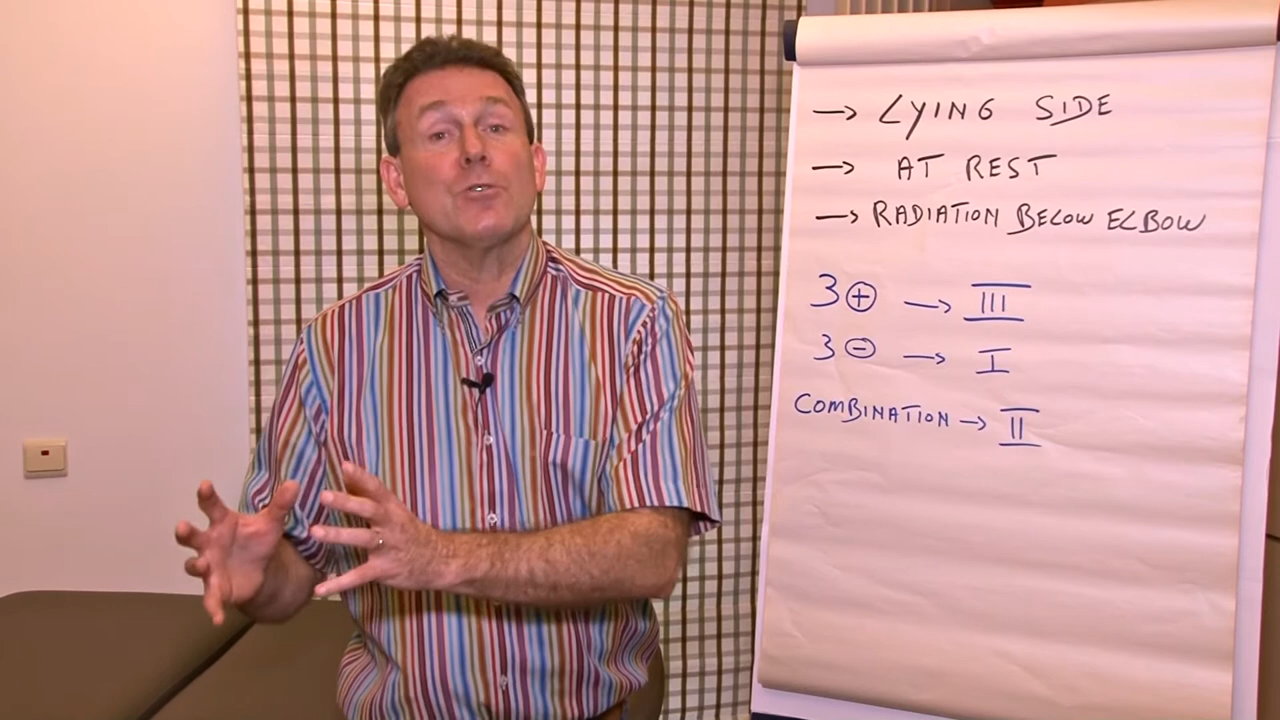 → LYING SIDE
→ AT REST
→ RADIATION BELOW ELBOW
3 ⊕ → III
3 ⊖ → I
COMBINATION → II